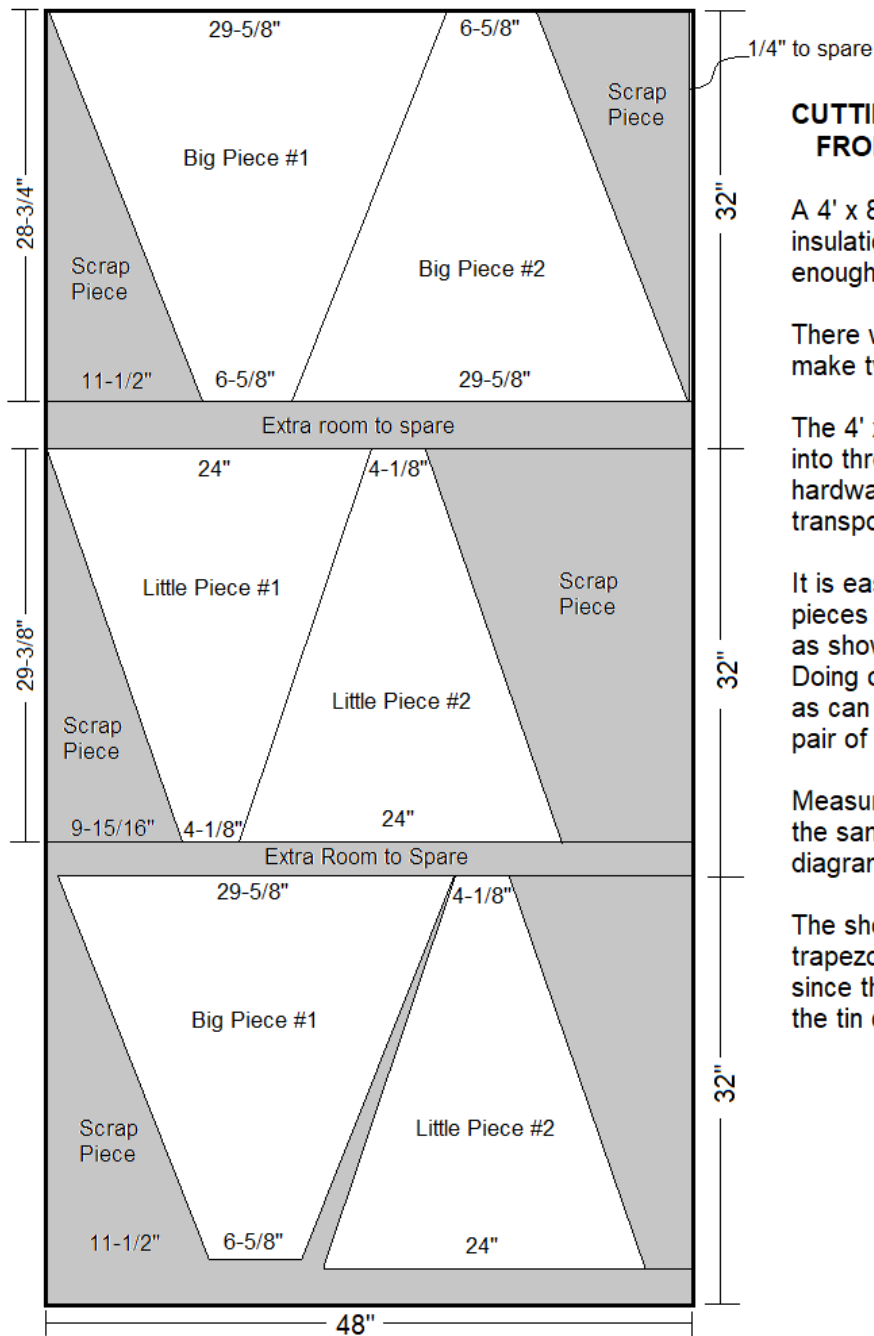 29-5/8"
6-5/8"
1/4" to spare
Scrap
Piece
Big Piece #1
28-3/4"
32"
Scrap
Piece
Big Piece #2
11-1/2"
6-5/8"
29-5/8"
Extra room to spare
24"
4-1/8"
Little Piece #1
Scrap
Piece
29-3/8"
32"
Little Piece #2
Scrap
Piece
9-15/16"
4-1/8"
24"
Extra Room to Spare
29-5/8"
4-1/8"
Big Piece #1
32"
Scrap
Piece
Little Piece #2
11-1/2"
6-5/8"
24"
48"
CUTTI
FRO
A 4' x 8
insulatio
enough
There
make
The 4'
into thre
hardwa
transpo
It is eas
pieces
as show
Doing
as can
pair of
Measur
the
diagra
The sho
trapezo
since th
the tin